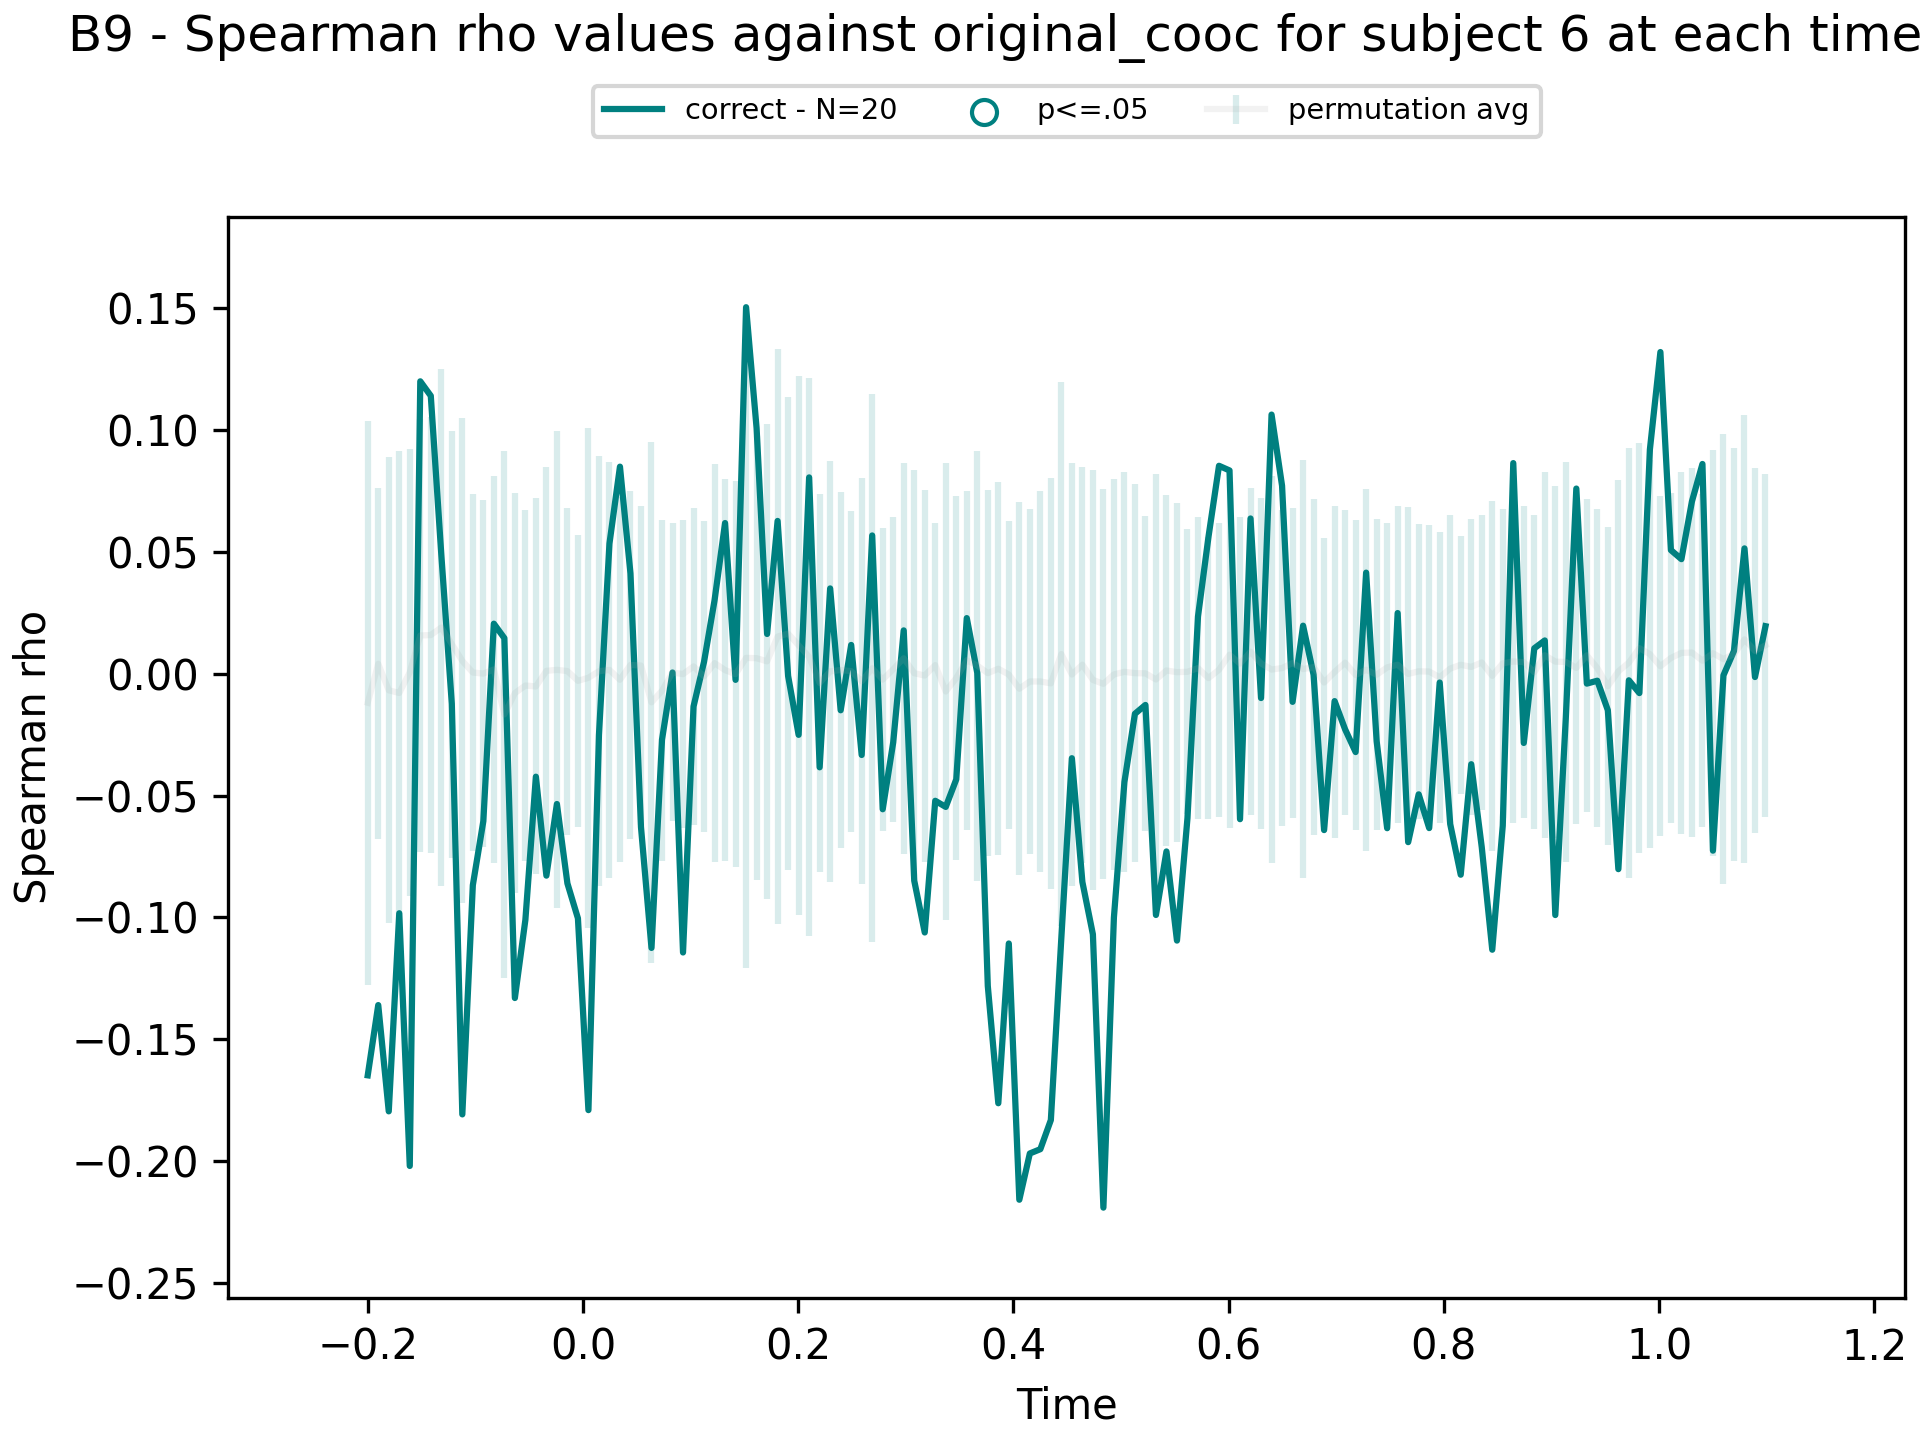 B9 - Spearman rho values against original_cooc for subject 6 at each time
correct - N=20 p<=.05 permutation avg
0.15
0.10
0.05
0.00
−0.05
−0.10
−0.15
−0.20
−0.25
Spearman rho
−0.2 0.0 0.2 0.4 0.6 0.8 1.0 1.2
Time